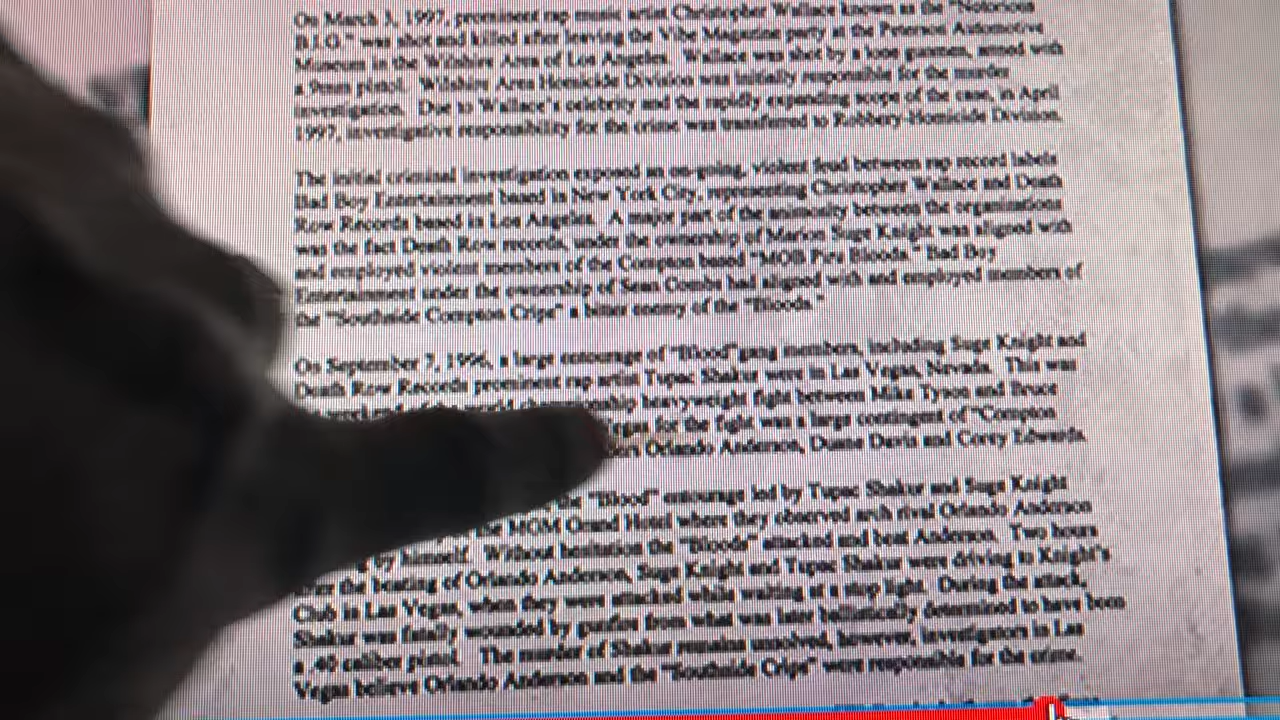 On March 3, 1997, prominent rap music artist Christopher Wallace known as the "Notorious
B.I.G." was shot and killed after leaving the Vibe Magazine party at the Peterson Automotive
Museum in the Wilshire Area of Los Angeles. Wallace was shot by a lone gunman, armed with
a 9mm pistol. Wilshire Area Homicide Division was initially responsible for the murder
investigation. Due to Wallace's celebrity and the rapidly expanding scope of the case, in April
1997, investigative responsibility for the crime was transferred to Robbery-Homicide Division.
The initial criminal investigation exposed an on-going, violent feud between rap record labels
Bad Boy Entertainment based in New York City, representing Christopher Wallace and Death
Row Records based in Los Angeles. A major part of the animosity between the organizations
was the fact Death Row records, under the ownership of Marion Suge Knight was aligned with
and employed violent members of the Compton based "MOB Piru Bloods." Bad Boy
Entertainment under the ownership of Sean Combs had aligned with and employed members of
the "Southside Compton Crips" a bitter enemy of the "Bloods."
On September 7, 1996, a large entourage of "Blood" gang members, including Suge Knight and
Death Row Records prominent rap artist Tupac Shakur were in Las Vegas, Nevada. This was
heavyweight fight between Mike Tyson and Bruce
for the fight was a large contingent of "Compton
Orlando Anderson, Duane Davis and Corey Edwards.
the "Blood" entourage led by Tupac Shakur and Suge Knight
MGM Grand Hotel where they observed arch rival Orlando Anderson
by himself. Without hesitation the "Bloods" attacked and beat Anderson. Two hours
after the beating of Orlando Anderson, Suge Knight and Tupac Shakur were driving to Knight's
Club in Las Vegas, when they were attacked while waiting at a stop light. During the attack,
Shakur was fatally wounded by gunfire from what was later ballistically determined to have been
a .40 caliber pistol. The murder of Shakur remains unsolved, however, investigators in Las
Vegas believe Orlando Anderson and the "Southside Crips" were responsible for the crime.